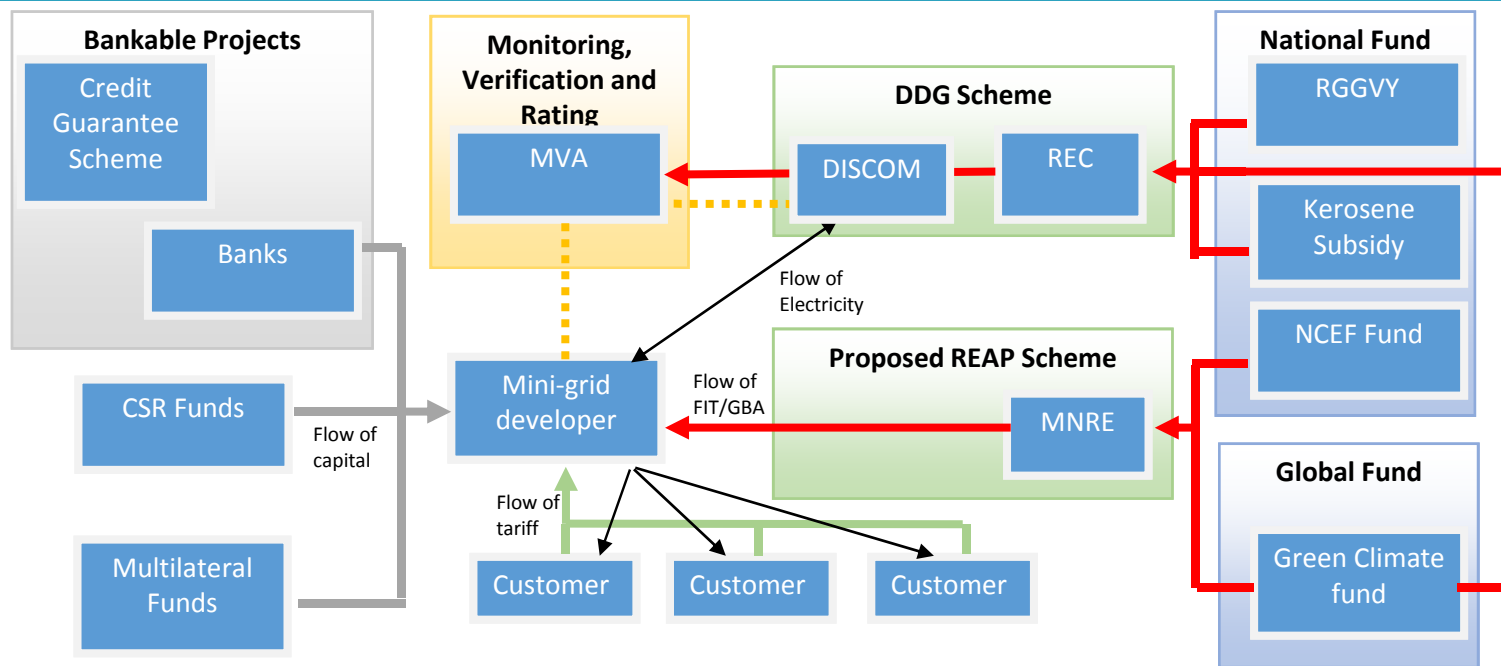 Bankable Projects
Credit
Guarantee
Scheme
Banks
CSR Funds
Multilateral
Funds
Flow of
capital
Monitoring,
Verification and
Rating
MVA
Mini-grid
developer
Flow of
tariff
Customer
Customer
Customer
DDG Scheme
DISCOM
REC
Flow of
Electricity
Proposed REAP Scheme
Flow of
FIT/GBA
MNRE
National Fund
RGGVY
Kerosene
Subsidy
NCEF Fund
Global Fund
Green Climate
fund